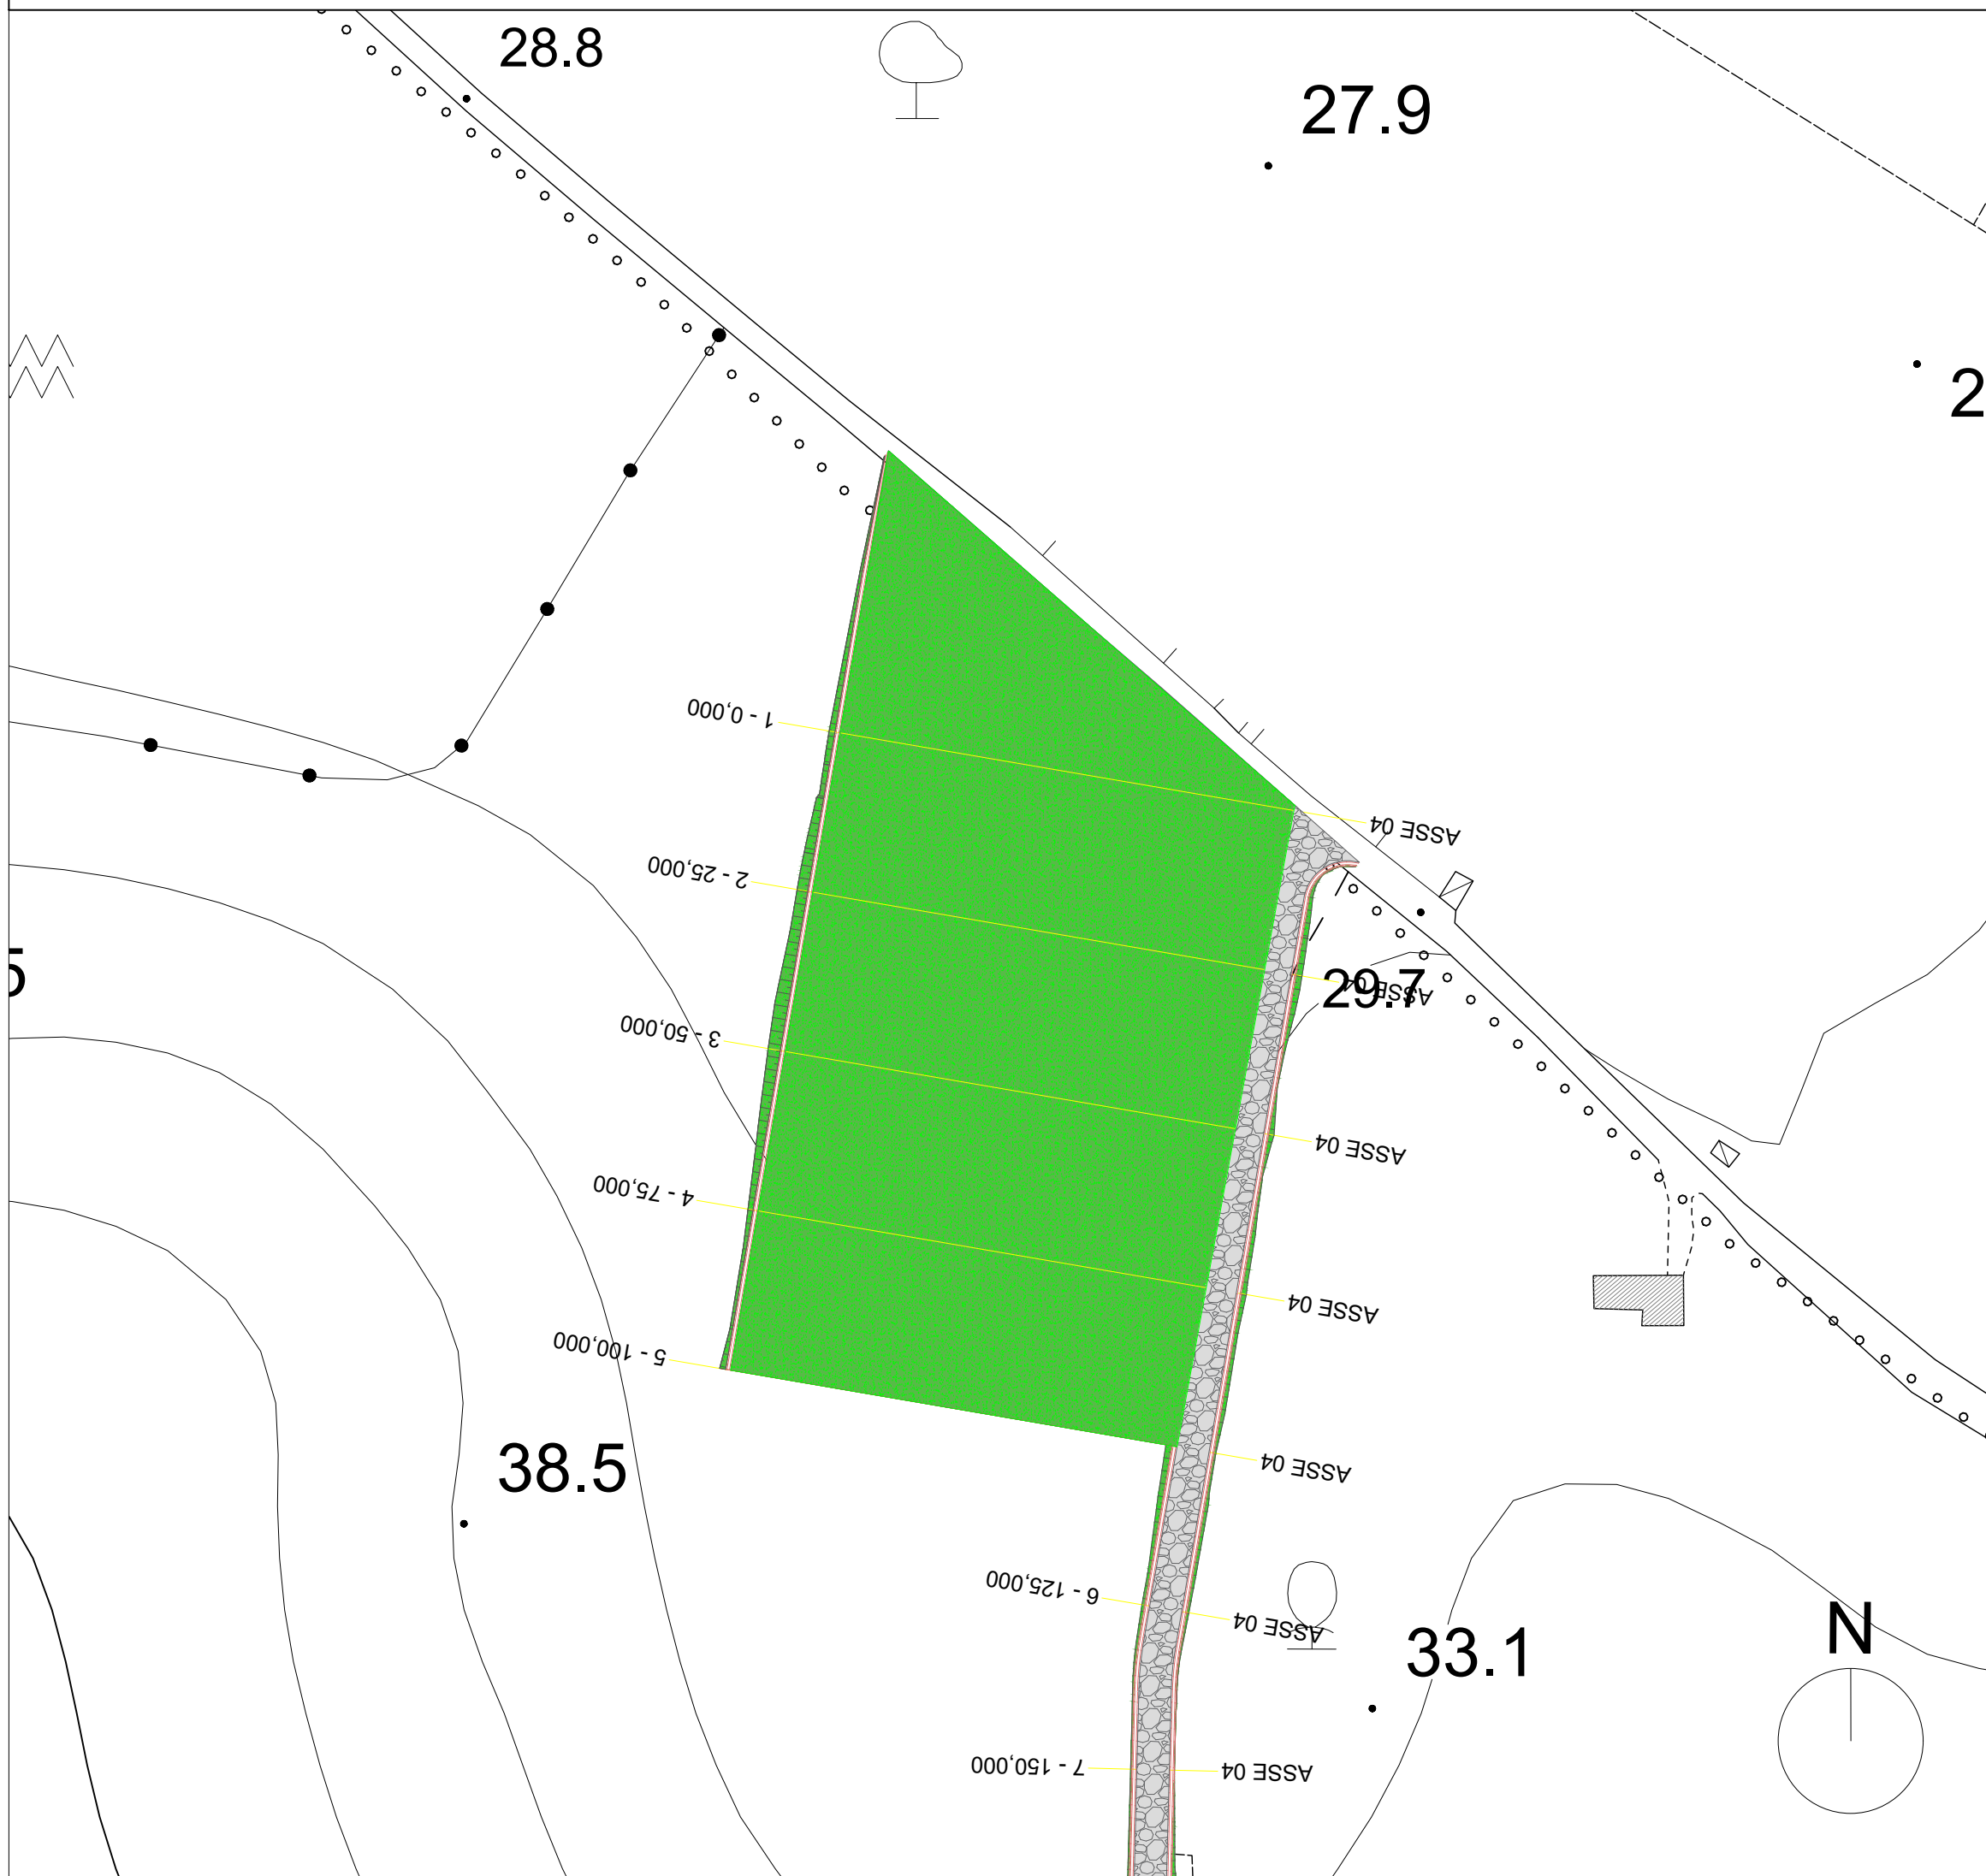 28.8
27.9
2
1 - 0,000
ASSE 04
2 - 25,000
ASSE 04
29.7
5
3 - 50,000
ASSE 04
4 - 75,000
ASSE 04
5 - 100,000
ASSE 04
38.5
6 - 125,000
ASSE 04
33.1
N
7 - 150,000
ASSE 04